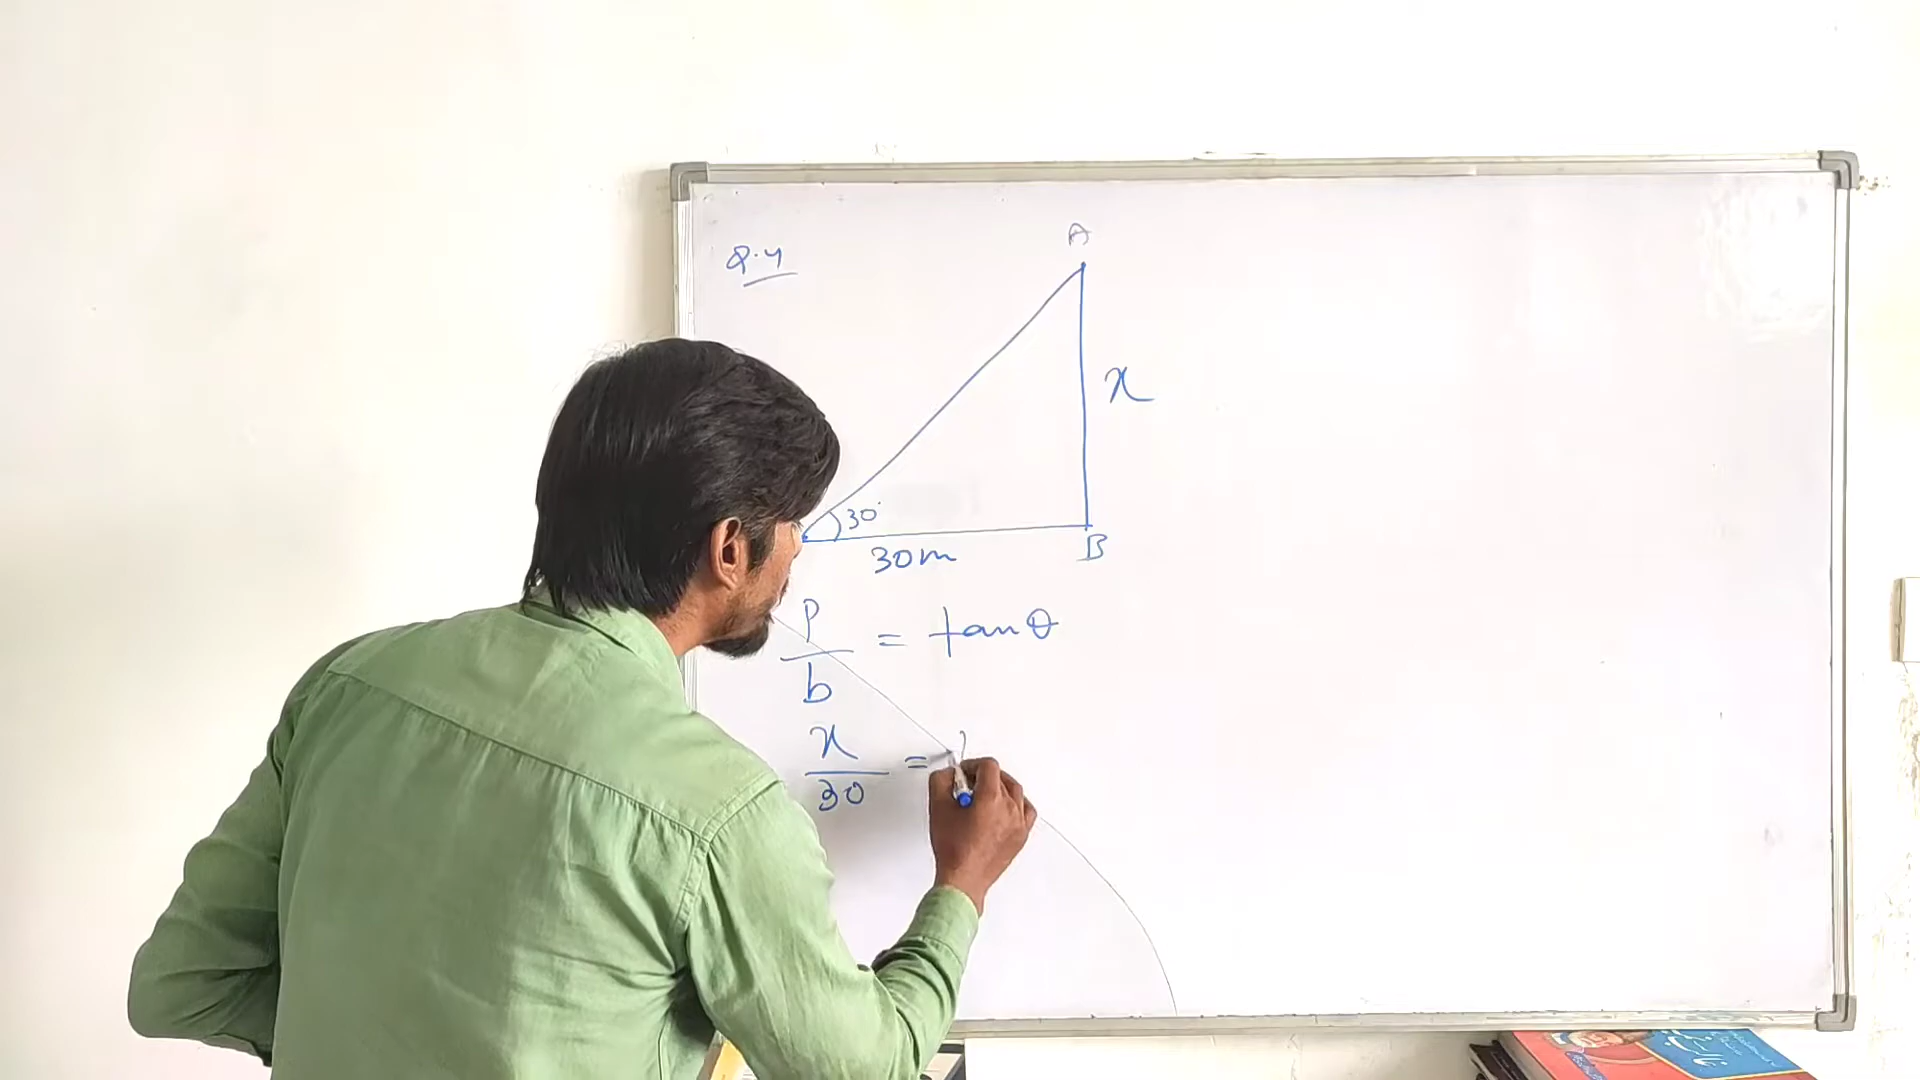 Q.4
A
x
30°
30m
B
p/b = tanθ
x/30 =